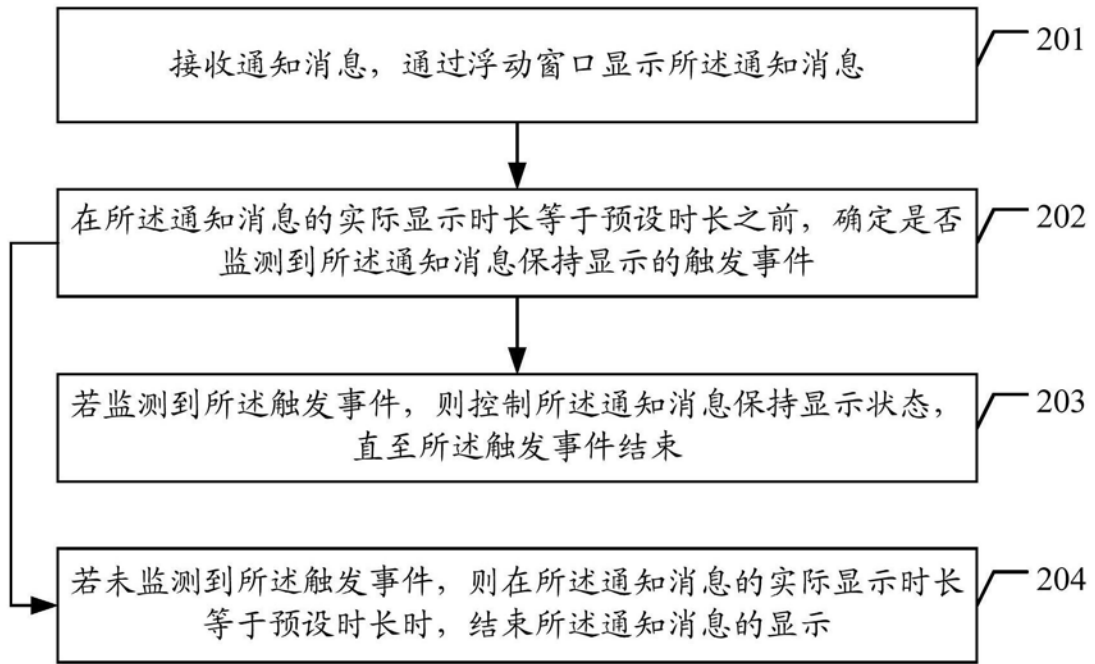 接收通知消息，通过浮动窗口显示所述通知消息
201
在所述通知消息的实际显示时长等于预设时长之前，确定是否
监测到所述通知消息保持显示的触发事件
202
若监测到所述触发事件，则控制所述通知消息保持显示状态，
直至所述触发事件结束
203
若未监测到所述触发事件，则在所述通知消息的实际显示时长
等于预设时长时，结束所述通知消息的显示
204